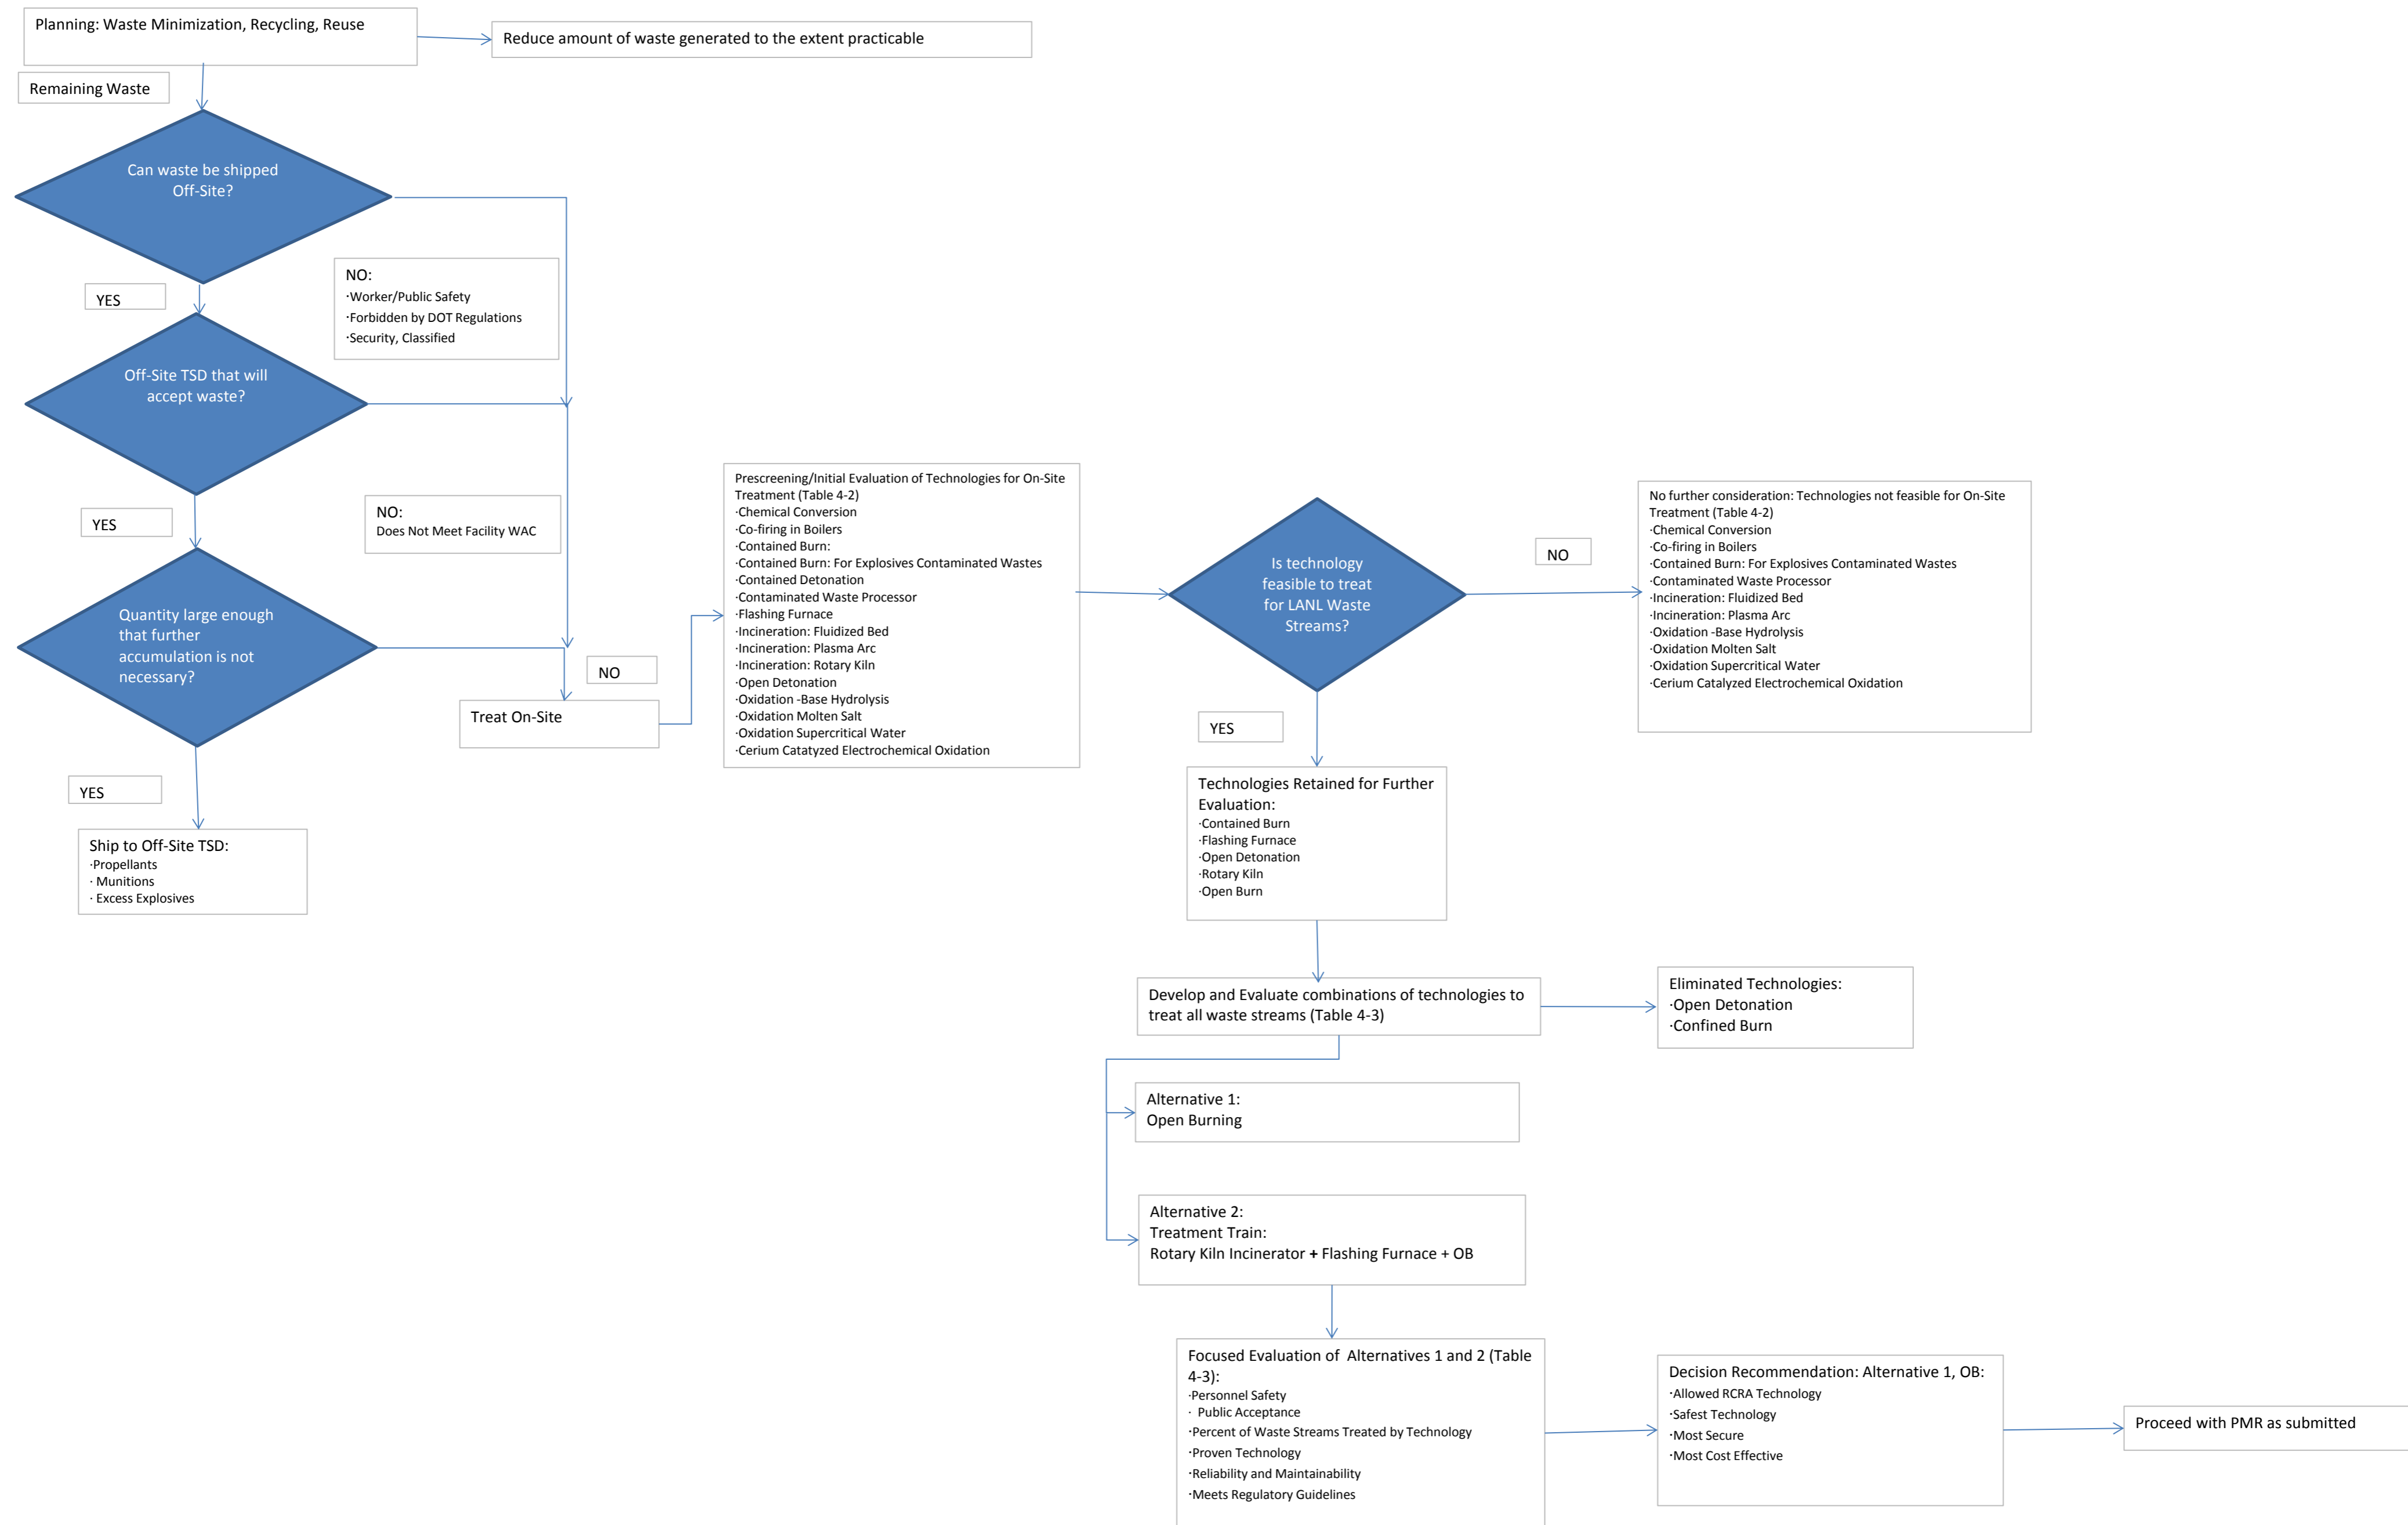 Planning: Waste Minimization, Recycling, Reuse
Reduce amount of waste generated to the extent practicable
Remaining Waste
Can waste be shipped
Off-Site?
NO:
·Worker/Public Safety
·Forbidden by DOT Regulations
·Security, Classified
YES
Off-Site TSD that will
accept waste?
NO:
Does Not Meet Facility WAC
YES
Quantity large enough
that further
accumulation is not
necessary?
NO
Treat On-Site
YES
Ship to Off-Site TSD:
·Propellants
· Munitions
· Excess Explosives
Prescreening/Initial Evaluation of Technologies for On-Site
Treatment (Table 4-2)
·Chemical Conversion
·Co-firing in Boilers
·Contained Burn:
·Contained Burn: For Explosives Contaminated Wastes
·Contained Detonation
·Contaminated Waste Processor
·Flashing Furnace
·Incineration: Fluidized Bed
·Incineration: Plasma Arc
·Incineration: Rotary Kiln
·Open Detonation
·Oxidation -Base Hydrolysis
·Oxidation Molten Salt
·Oxidation Supercritical Water
·Cerium Catatyzed Electrochemical Oxidation
Is technology
feasible to treat
for LANL Waste
Streams?
NO
No further consideration: Technologies not feasible for On-Site
Treatment (Table 4-2)
·Chemical Conversion
·Co-firing in Boilers
·Contained Burn: For Explosives Contaminated Wastes
·Contaminated Waste Processor
·Incineration: Fluidized Bed
·Incineration: Plasma Arc
·Oxidation -Base Hydrolysis
·Oxidation Molten Salt
·Oxidation Supercritical Water
·Cerium Catalyzed Electrochemical Oxidation
YES
Technologies Retained for Further
Evaluation:
·Contained Burn
·Flashing Furnace
·Open Detonation
·Rotary Kiln
·Open Burn
Develop and Evaluate combinations of technologies to
treat all waste streams (Table 4-3)
Eliminated Technologies:
·Open Detonation
·Confined Burn
Alternative 1:
Open Burning
Alternative 2:
Treatment Train:
Rotary Kiln Incinerator + Flashing Furnace + OB
Focused Evaluation of  Alternatives 1 and 2 (Table
4-3):
·Personnel Safety
·  Public Acceptance
·Percent of Waste Streams Treated by Technology
·Proven Technology
·Reliability and Maintainability
·Meets Regulatory Guidelines
Decision Recommendation: Alternative 1, OB:
·Allowed RCRA Technology
·Safest Technology
·Most Secure
·Most Cost Effective
Proceed with PMR as submitted